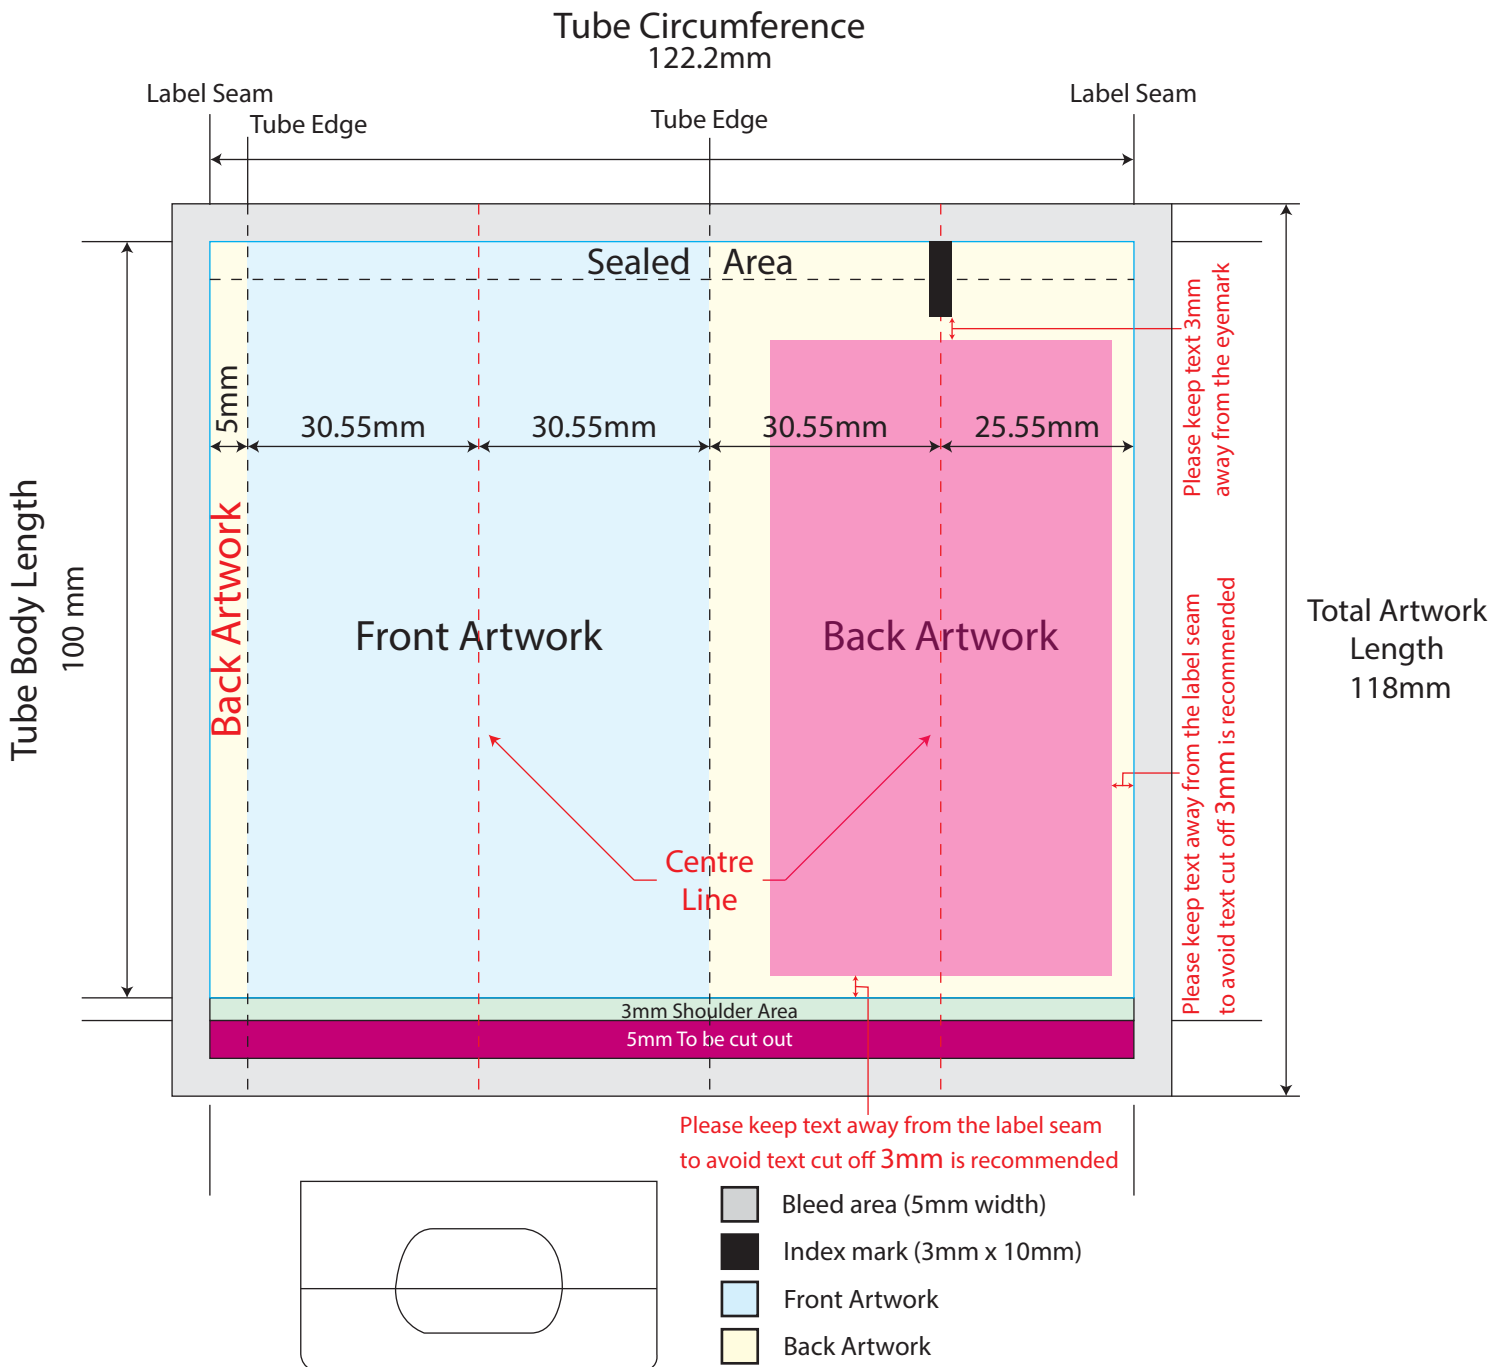 Tube Circumference
122.2mm
Label Seam
Label Seam
Tube Edge
Tube Edge
Sealed Area
5mm
30.55mm
30.55mm
30.55mm
25.55mm
Please keep text 3mm
away from the eyemark
Tube Body Length
100 mm
Back Artwork
Front Artwork
Back Artwork
Total Artwork
Length
118mm
Please keep text away from the label seam
to avoid text cut off 3mm is recommended
Centre
Line
3mm Shoulder Area
5mm To be cut out
Please keep text away from the label seam
to avoid text cut off 3mm is recommended
Bleed area (5mm width)
Index mark (3mm x 10mm)
Front Artwork
Back Artwork